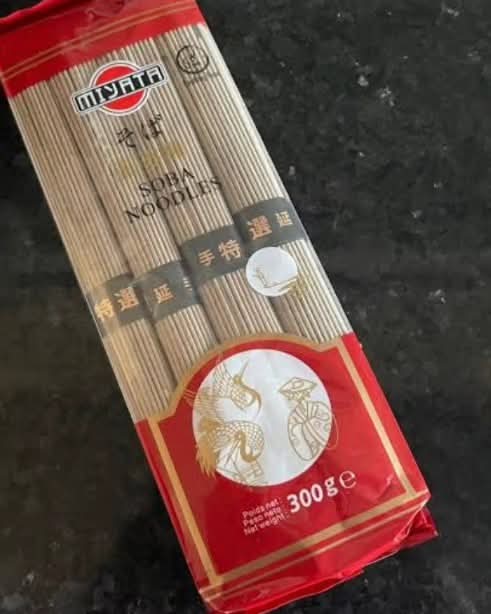 MIYATA
そば
SOBA
NOODLES
特選 延
手特選 延
Poids net
Peso neto
Net weight:
300g e